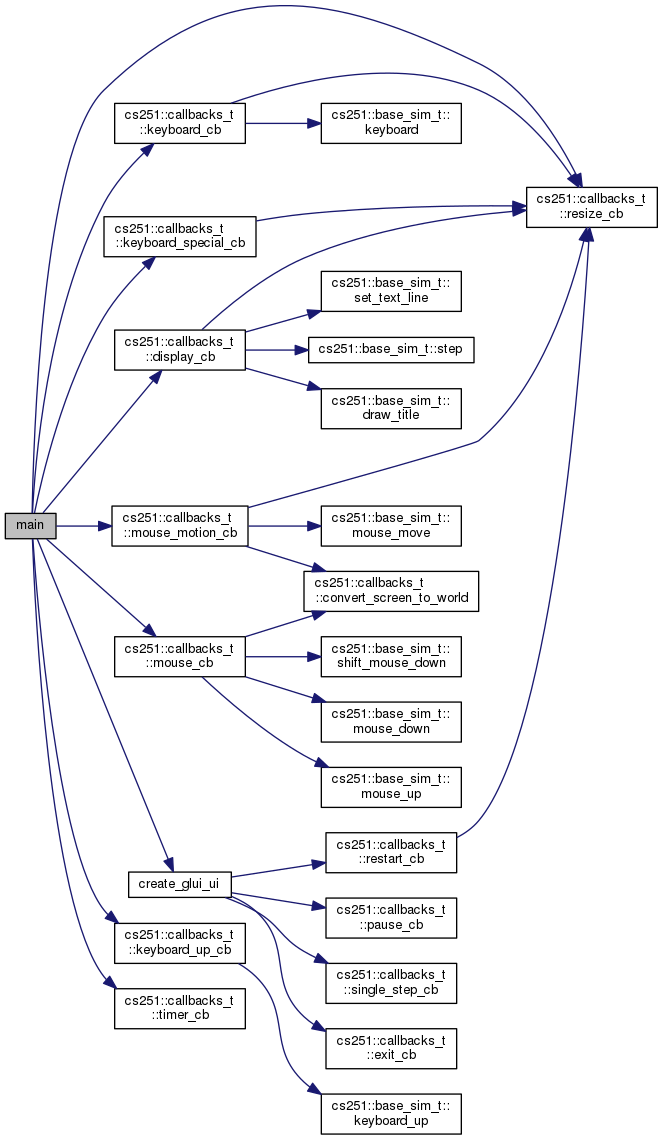 cs251::callbacks_t
::keyboard_cb
cs251::base_sim_t::
keyboard
cs251::callbacks_t
::resize_cb
cs251::callbacks_t
::keyboard_special_cb
cs251::base_sim_t::
set_text_line
cs251::callbacks_t
::display_cb
cs251::base_sim_t::step
cs251::base_sim_t::
draw_title
main
cs251::callbacks_t
::mouse_motion_cb
cs251::base_sim_t::
mouse_move
cs251::callbacks_t
::convert_screen_to_world
cs251::callbacks_t
::mouse_cb
cs251::base_sim_t::
shift_mouse_down
cs251::base_sim_t::
mouse_down
cs251::base_sim_t::
mouse_up
cs251::callbacks_t
::restart_cb
create_glui_ui
cs251::callbacks_t
::pause_cb
cs251::callbacks_t
::keyboard_up_cb
cs251::callbacks_t
::single_step_cb
cs251::callbacks_t
::timer_cb
cs251::callbacks_t
::exit_cb
cs251::base_sim_t::
keyboard_up